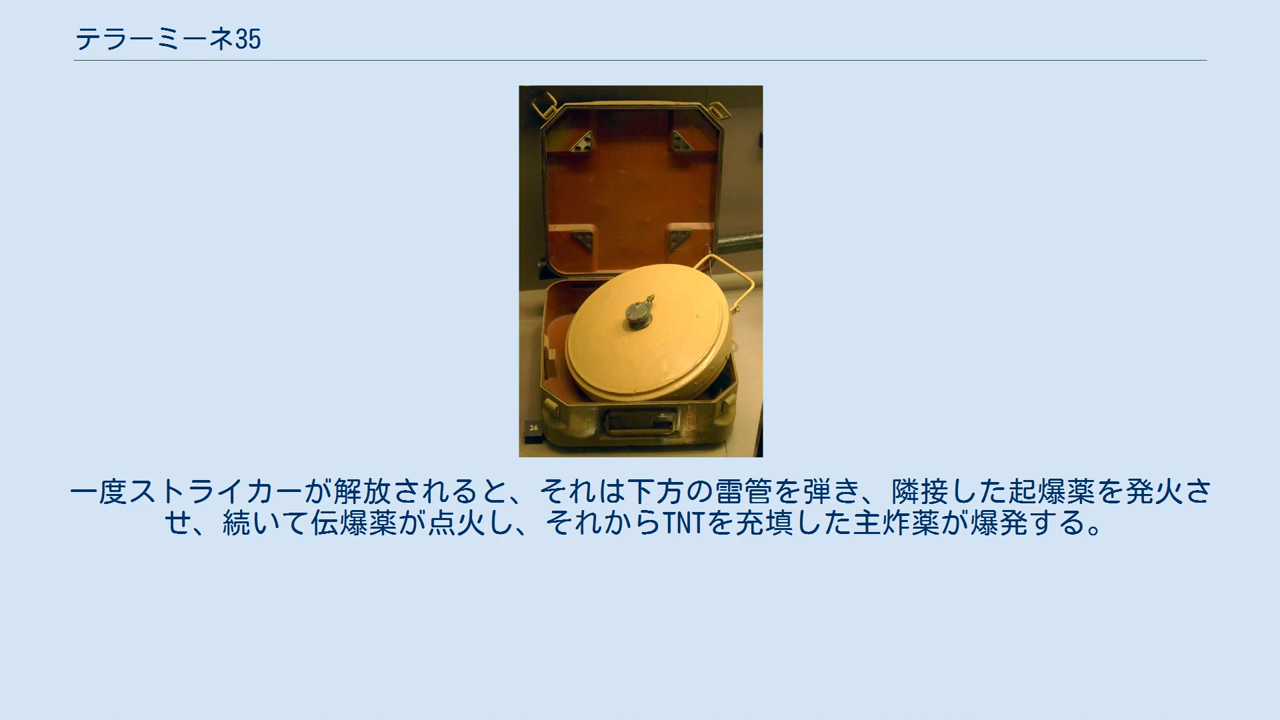 テラーミーネ35
26
一度ストライカーが解放されると、それは下方の雷管を弾き、隣接した起爆薬を発火さ
せ、続いて伝爆薬が点火し、それからTNTを充填した主炸薬が爆発する。